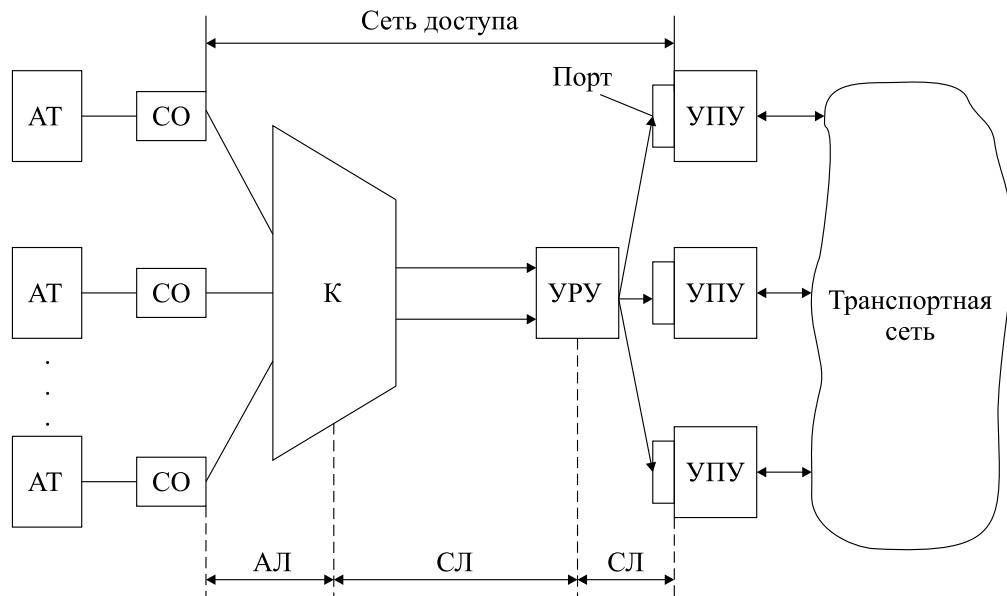 Сеть доступа
Порт
АТ
СО
УПУ
АТ
СО
К
УРУ
УПУ
Транспортная
сеть
АТ
СО
УПУ
АЛ
СЛ
СЛ